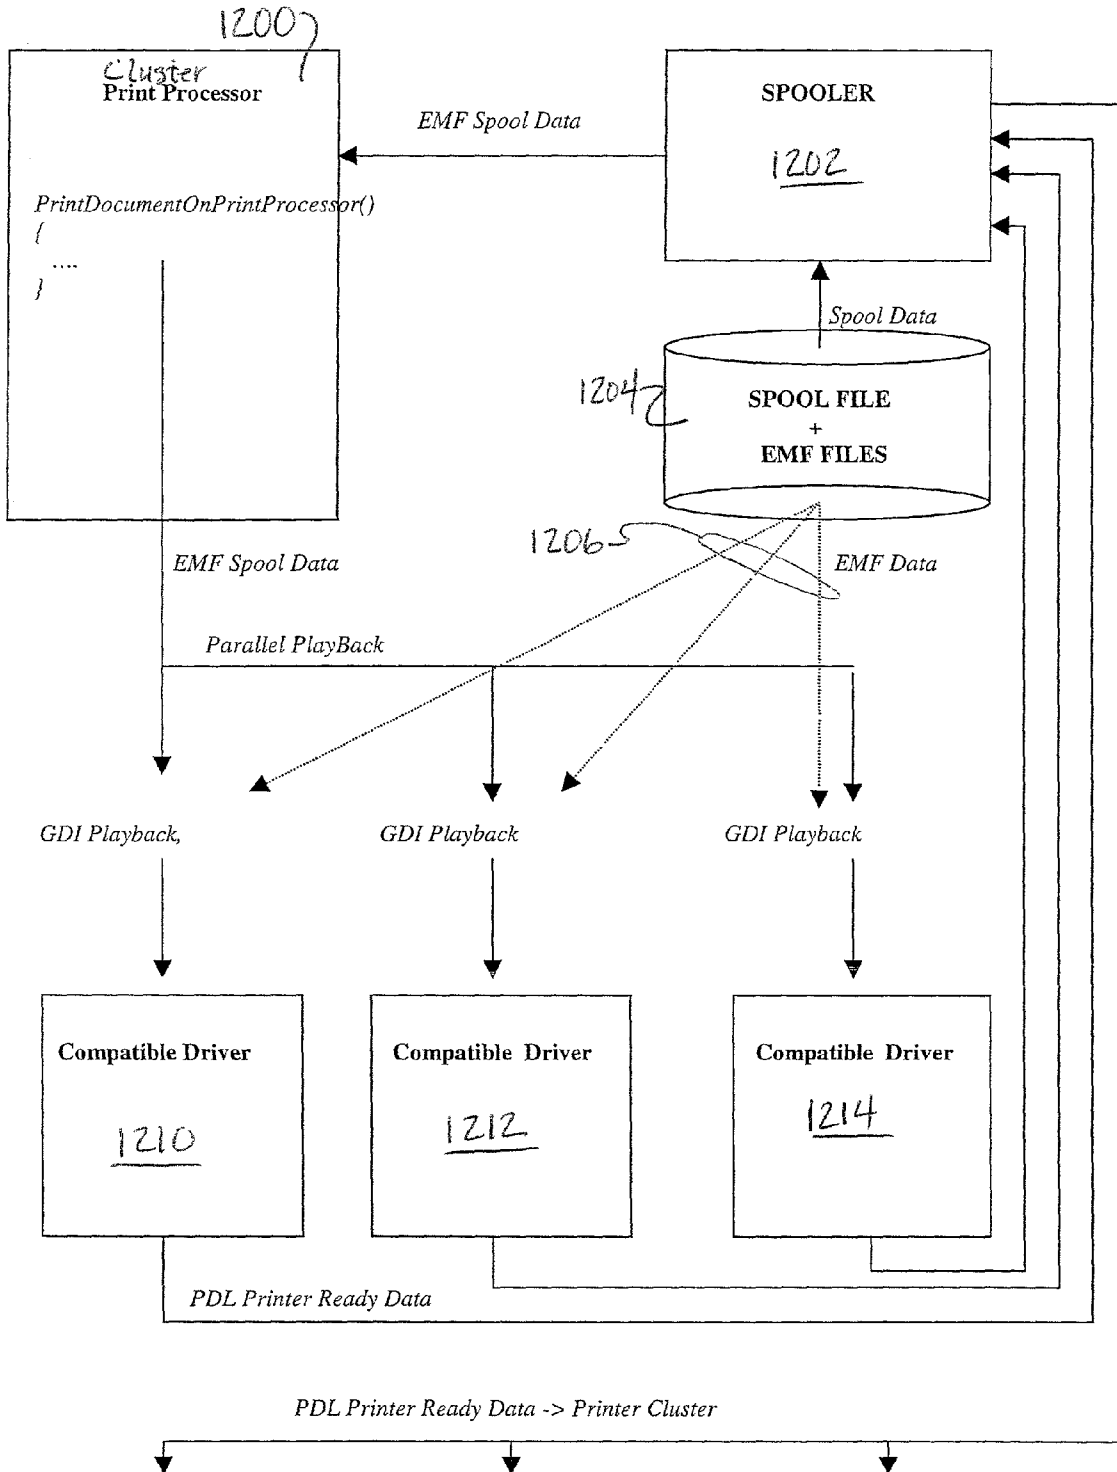 1200
Cluster
Print Processor
SPOOLER
EMF Spool Data
1202
PrintDocumentOnPrintProcessor()
{
....
}
Spool Data
1204
SPOOL FILE
+
EMF FILES
1206
EMF Spool Data
EMF Data
Parallel PlayBack
GDI Playback,
GDI Playback
GDI Playback
Compatible Driver
Compatible Driver
Compatible Driver
1210
1212
1214
PDL Printer Ready Data
PDL Printer Ready Data -> Printer Cluster